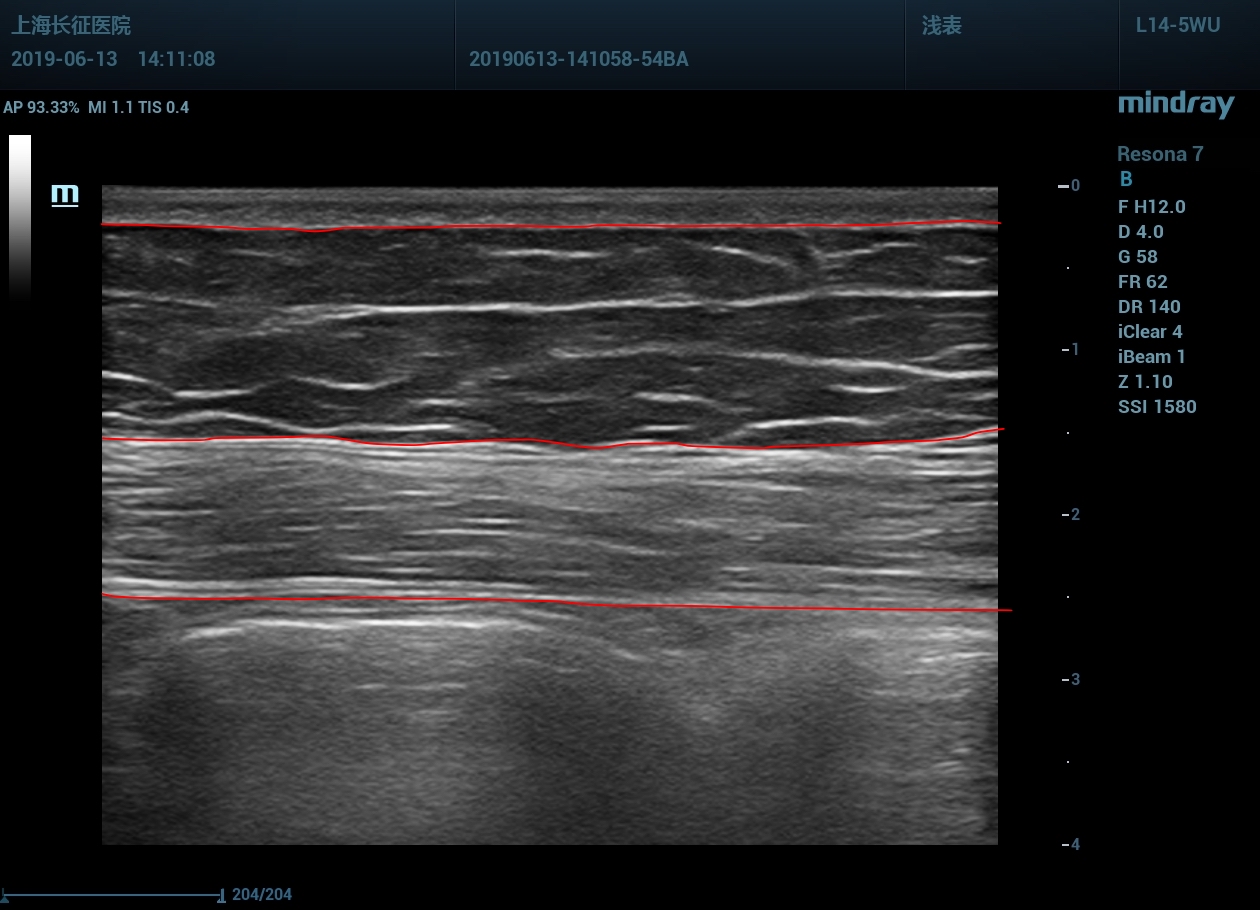 上海长征医院
2019-06-13 14:11:08
20190613-141058-54BA
浅表
L14-5WU
AP 93.33% MI 1.1 TIS 0.4
mindray
Resona 7
m
B
F H12.0
D 4.0
G 58
FR 62
DR 140
iClear 4
iBeam 1
Z 1.10
SSI 1580
0
1
2
3
4
204/204